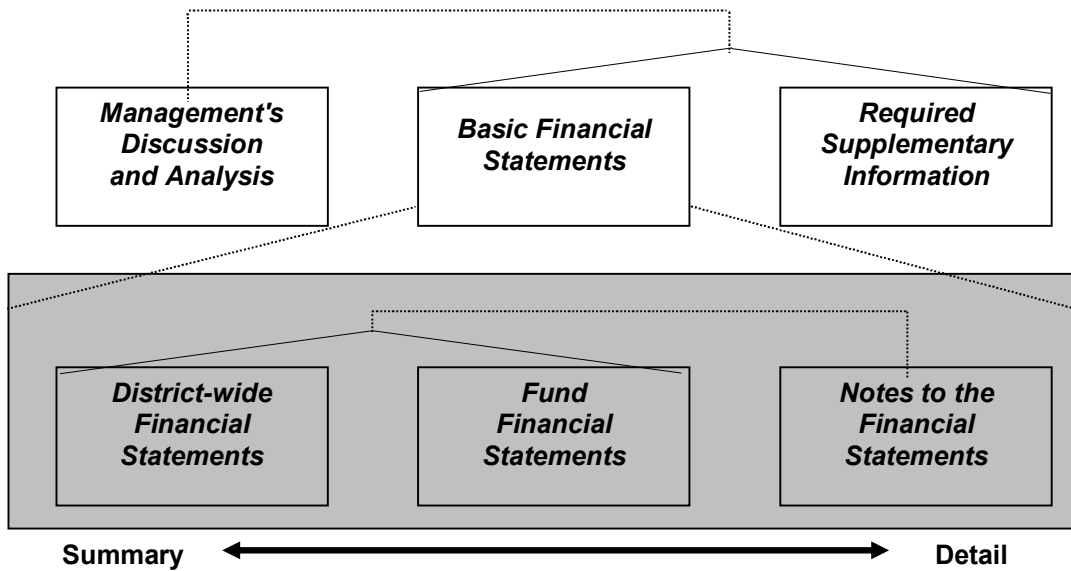 Management's
Discussion
and Analysis
Basic Financial
Statements
Required
Supplementary
Information
District-wide
Financial
Statements
Fund
Financial
Statements
Notes to the
Financial
Statements
Summary
Detail